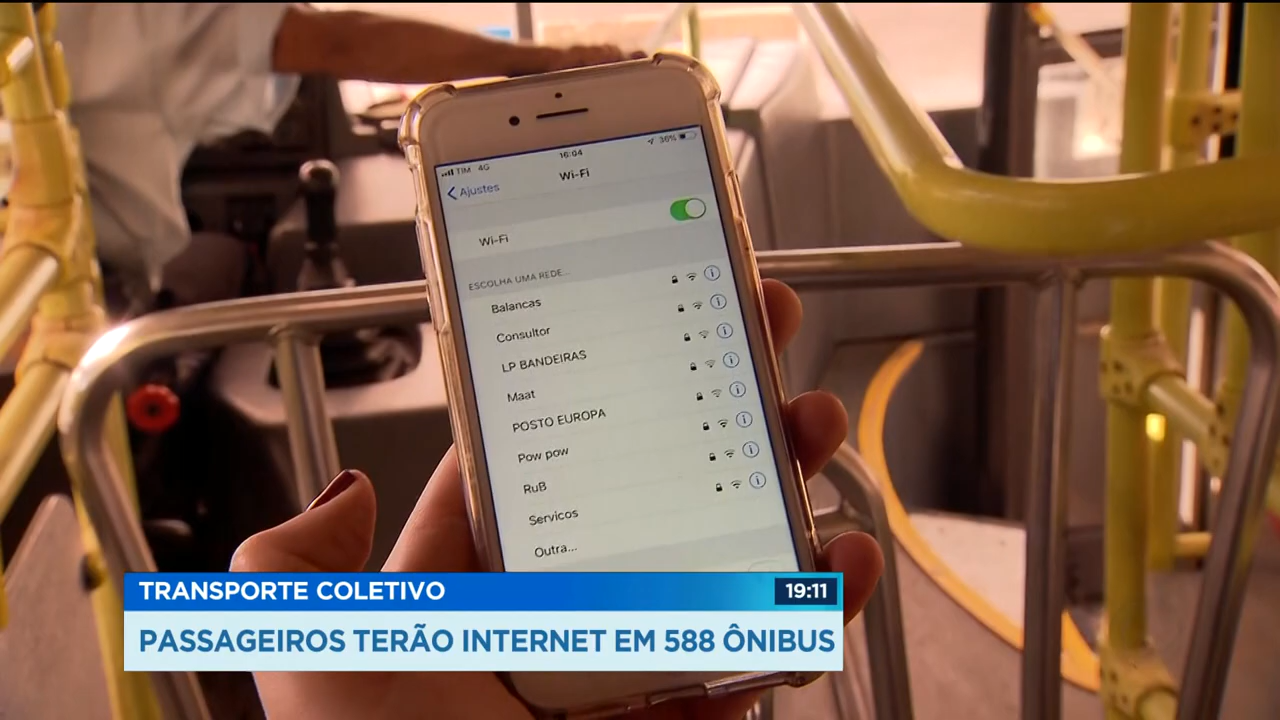 TIM 4G 16:04 36%
Ajustes Wi-Fi
Wi-Fi
ESCOLHA UMA REDE...
Balancas
Consultor
LP BANDEIRAS
Maat
POSTO EUROPA
Pow pow
RuB
Servicos
Outra...
TRANSPORTE COLETIVO 19:11
PASSAGEIROS TERÃO INTERNET EM 588 ÔNIBUS